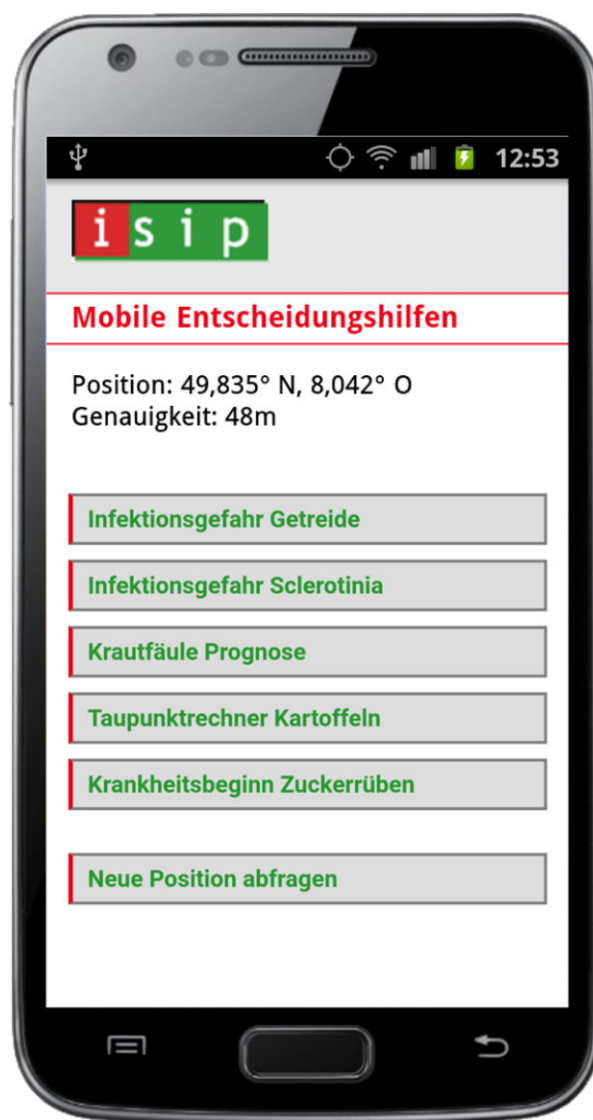 12:53
isip
Mobile Entscheidungshilfen
Position: 49,835° N, 8,042° O
Genauigkeit: 48m
Infektionsgefahr Getreide
Infektionsgefahr Sclerotinia
Krautfäule Prognose
Taupunktrechner Kartoffeln
Krankheitsbeginn Zuckerrüben
Neue Position abfragen